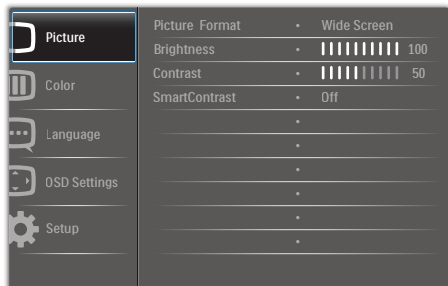 Picture
Color
Language
OSD Settings
Setup
Picture Format • Wide Screen
Brightness • 100
Contrast • 50
SmartContrast • Off